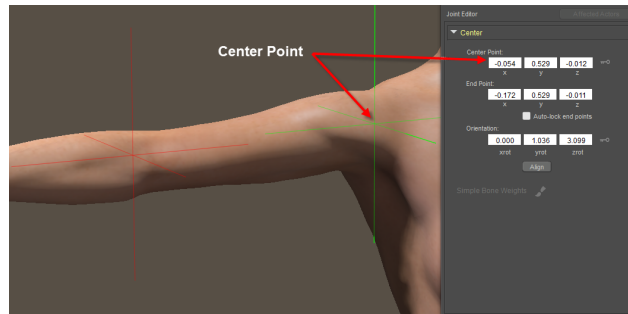 Joint Editor
Center
Center Point
Center Point:
-0.054 0.529 -0.012
x y z
End Point:
-0.172 0.529 -0.011
x y z
Auto-lock end points
Orientation:
0.000 1.036 3.099
xrot yrot zrot
Align
Simple Bone Weights